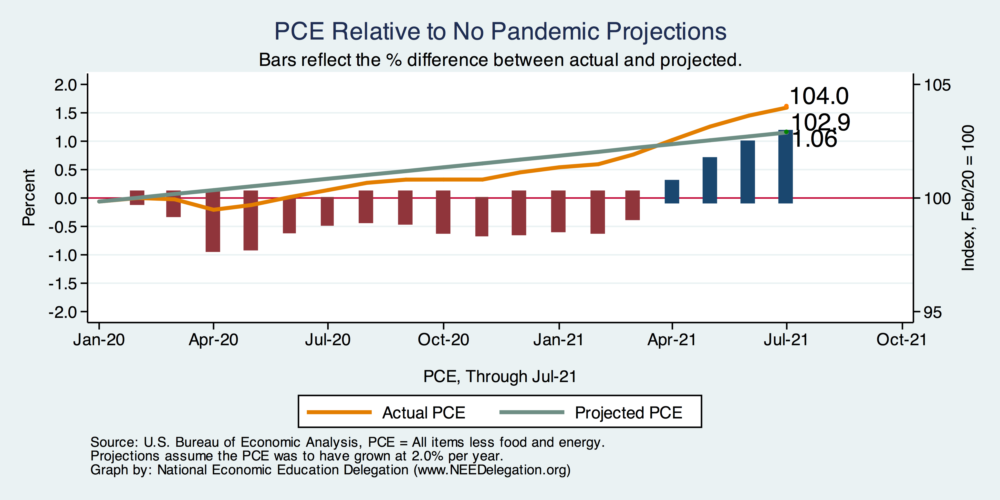 PCE Relative to No Pandemic Projections
Bars reflect the % difference between actual and projected.
2.0
1.5
1.0
0.5
0.0
-0.5
-1.0
-1.5
-2.0
Percent
104.0
102.9
1.06
105
100
95
Index, Feb/20 = 100
Jan-20 Apr-20 Jul-20 Oct-20 Jan-21 Apr-21 Jul-21 Oct-21
PCE, Through Jul-21
Actual PCE Projected PCE
Source: U.S. Bureau of Economic Analysis, PCE = All items less food and energy.
Projections assume the PCE was to have grown at 2.0% per year.
Graph by: National Economic Education Delegation (www.NEEDelegation.org)